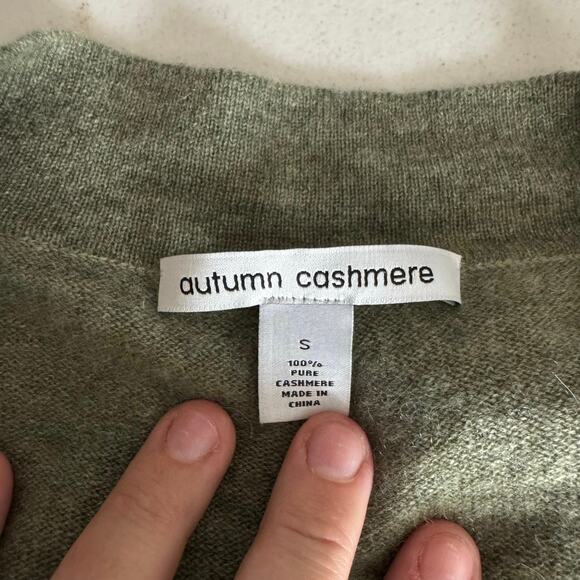 autumn cashmere
S
100%
PURE
CASHMERE
MADE IN
CHINA